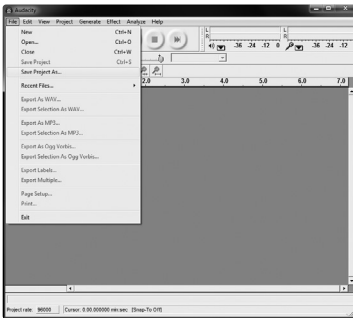 Audacity
File Edit View Project Generate Effect Analyze Help
New Ctrl+N
Open... Ctrl+O
Close Ctrl+W
Save Project Ctrl+S
Save Project As...
Recent Files...
Export As WAV...
Export Selection As WAV...
Export As MP3...
Export Selection As MP3...
Export As Ogg Vorbis...
Export Selection As Ogg Vorbis...
Export Labels...
Export Multiple...
Page Setup...
Print...
Exit
L
R
-36 -24 -12 0
L
R
-36 -24 -12
2.0 3.0 4.0 5.0 6.0 7.0
Project rate: 96000 Cursor: 0:00.000000 min:sec [Snap-To Off]